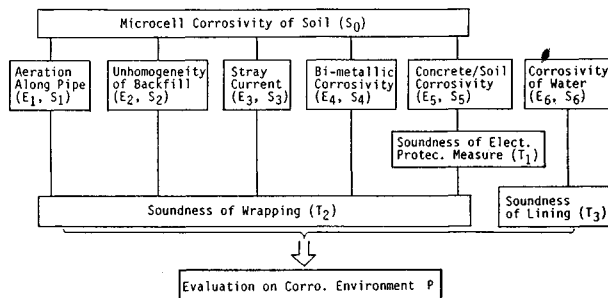 Microcell Corrosivity of Soil (S₀)
Aeration
Along Pipe
(E₁, S₁)
Unhomogeneity
of Backfill
(E₂, S₂)
Stray
Current
(E₃, S₃)
Bi-metallic
Corrosivity
(E₄, S₄)
Concrete/Soil
Corrosivity
(E₅, S₅)
Corrosivity
of Water
(E₆, S₆)
Soundness of Elect.
Protec. Measure (T₁)
Soundness of Wrapping (T₂)
Soundness
of Lining (T₃)
Evaluation on Corro. Environment P